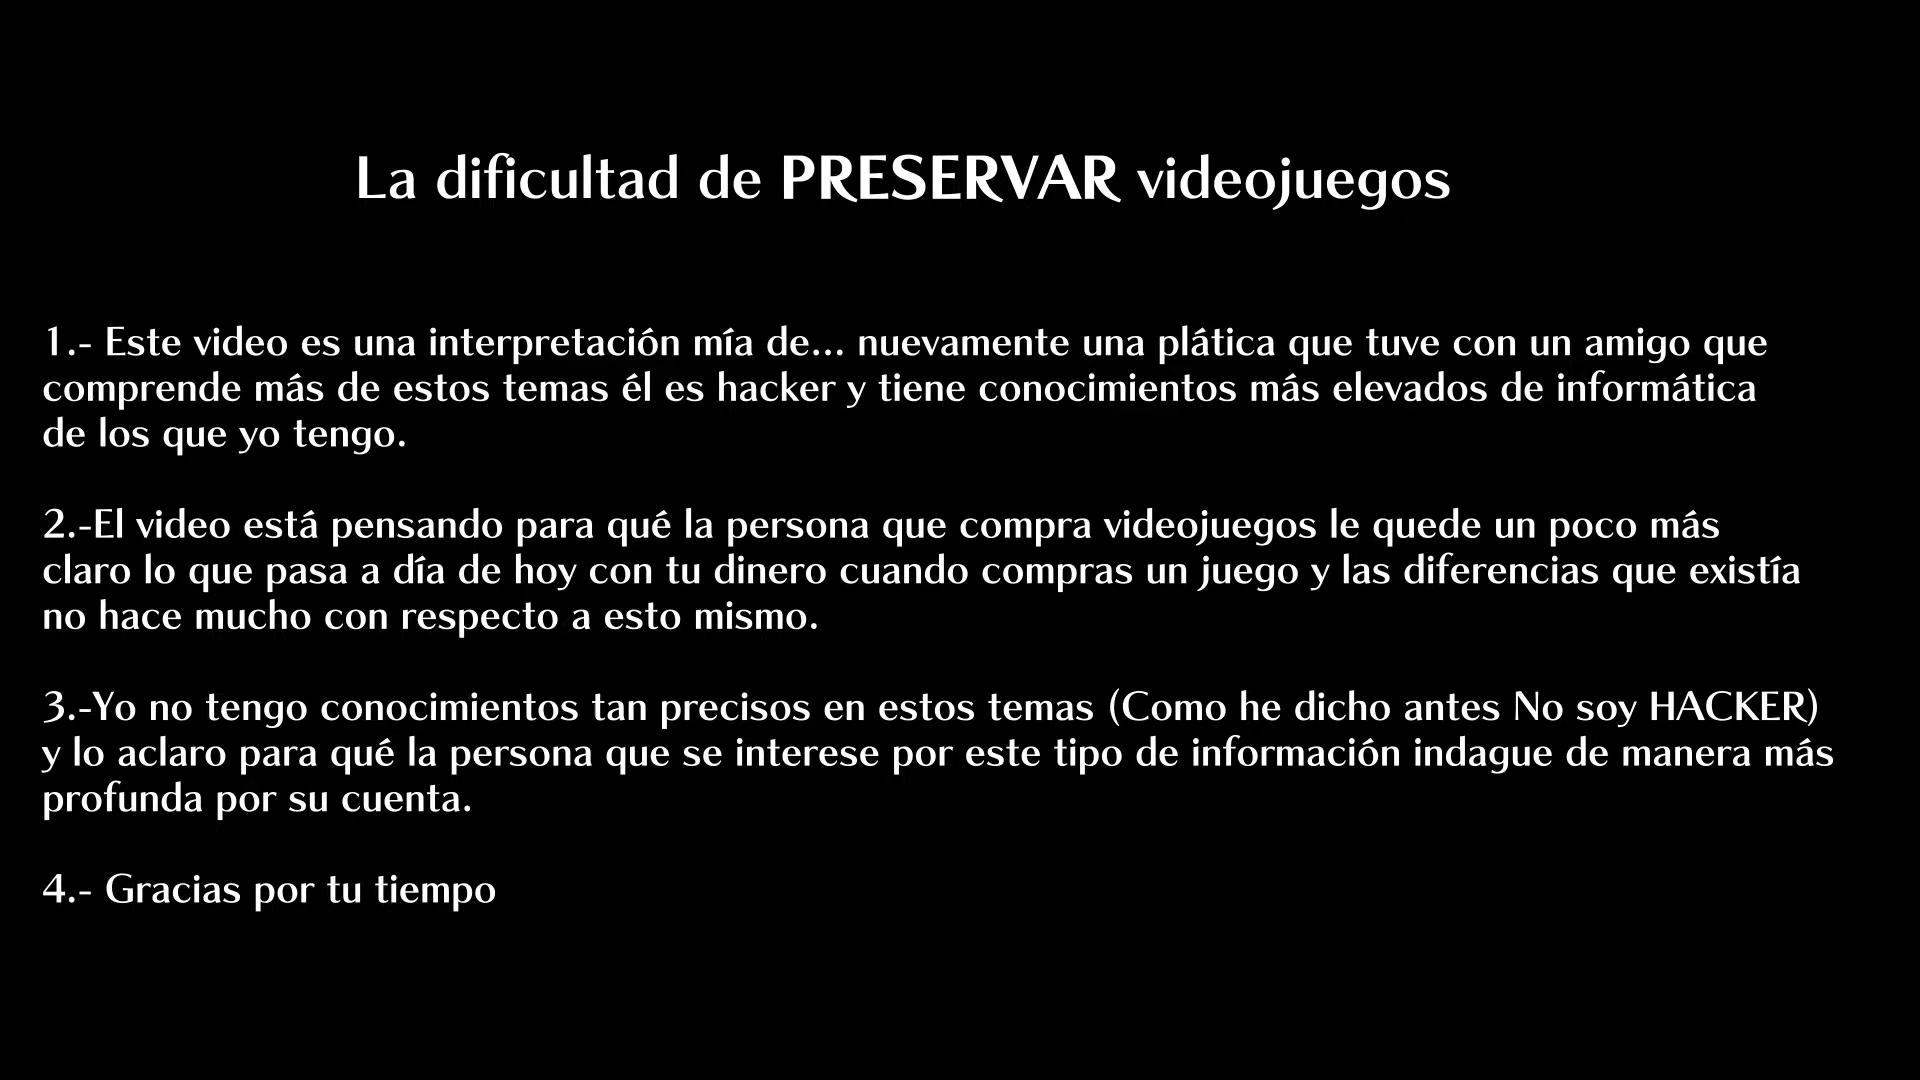 La dificultad de PRESERVAR videojuegos
1.- Este video es una interpretación mía de... nuevamente una plática que tuve con un amigo que
comprende más de estos temas él es hacker y tiene conocimientos más elevados de informática
de los que yo tengo.
2.-El video está pensando para qué la persona que compra videojuegos le quede un poco más
claro lo que pasa a día de hoy con tu dinero cuando compras un juego y las diferencias que existía
no hace mucho con respecto a esto mismo.
3.-Yo no tengo conocimientos tan precisos en estos temas (Como he dicho antes No soy HACKER)
y lo aclaro para qué la persona que se interese por este tipo de información indague de manera más
profunda por su cuenta.
4.- Gracias por tu tiempo